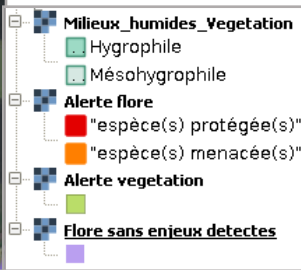 Milieux_humides_Vegetation
Hygrophile
Mésohygrophile
Alerte flore
"espèce(s) protégée(s)"
"espèce(s) menacée(s)"
Alerte vegetation
Flore sans enjeux detectes